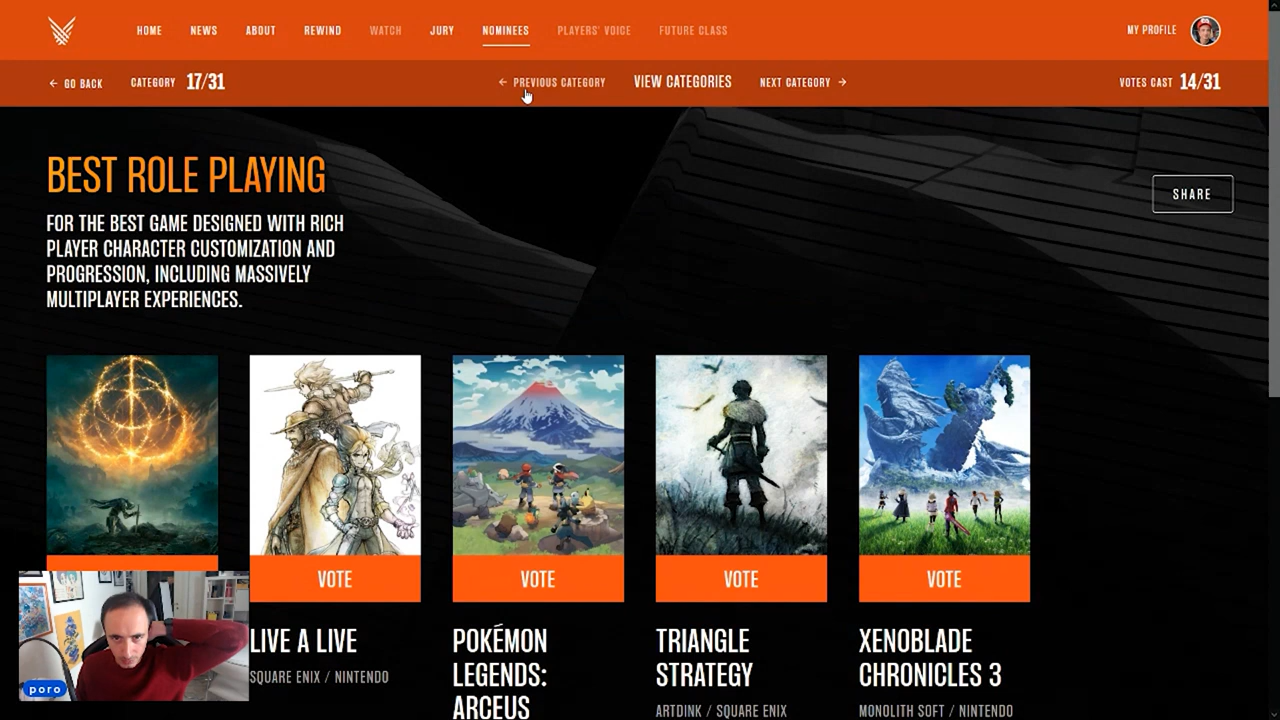 HOME NEWS ABOUT REWIND WATCH JURY NOMINEES PLAYERS' VOICE FUTURE CLASS MY PROFILE
← GO BACK CATEGORY 17/31 ← PREVIOUS CATEGORY VIEW CATEGORIES NEXT CATEGORY → VOTES CAST 14/31
BEST ROLE PLAYING
SHARE
FOR THE BEST GAME DESIGNED WITH RICH
PLAYER CHARACTER CUSTOMIZATION AND
PROGRESSION, INCLUDING MASSIVELY
MULTIPLAYER EXPERIENCES.
VOTE VOTE VOTE VOTE
LIVE A LIVE
SQUARE ENIX / NINTENDO
POKÉMON
LEGENDS:
ARCEUS
TRIANGLE
STRATEGY
ARTDINK / SQUARE ENIX
XENOBLADE
CHRONICLES 3
MONOLITH SOFT / NINTENDO
poro